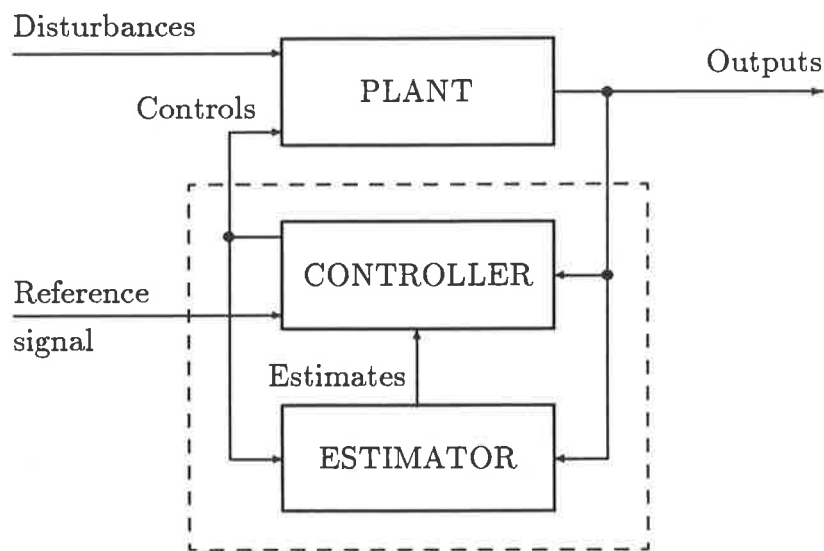 Disturbances
PLANT
Outputs
Controls
CONTROLLER
Reference
signal
Estimates
ESTIMATOR